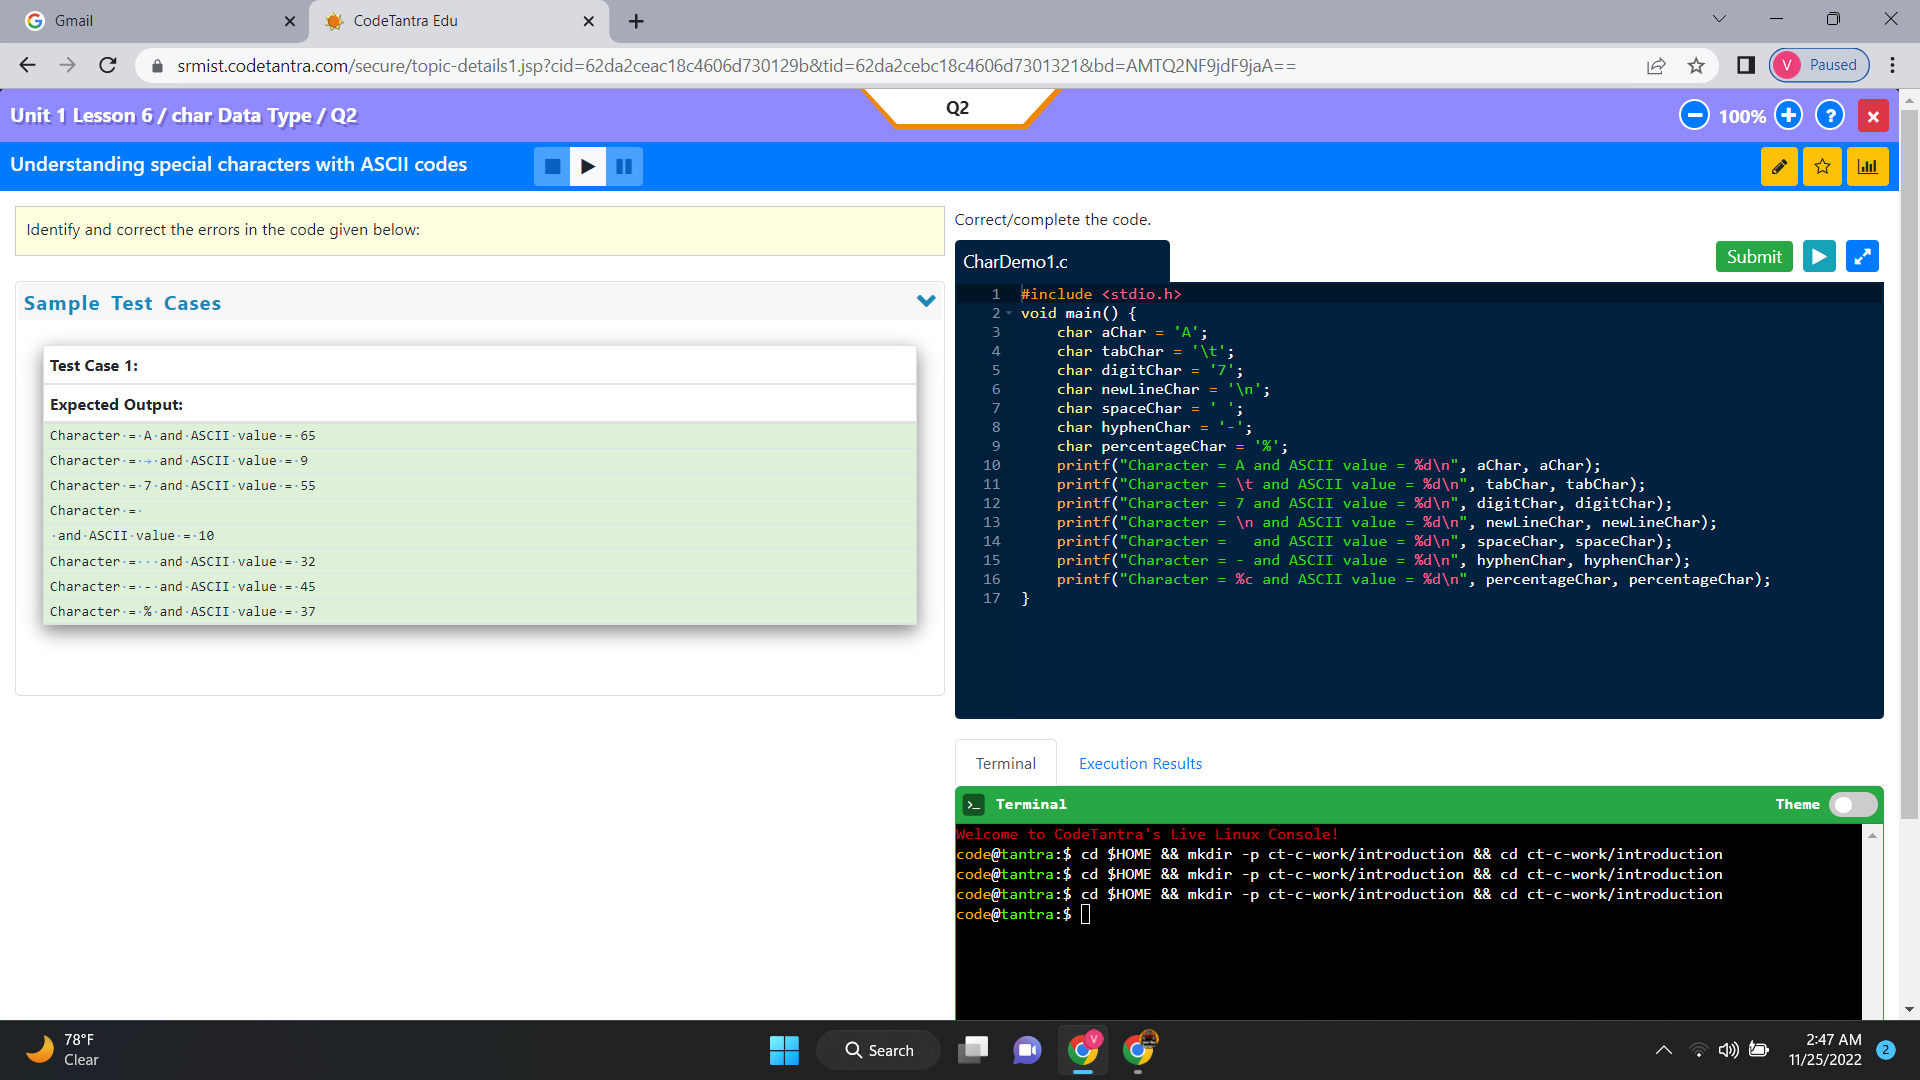 Gmail
CodeTantra Edu
srmist.codetantra.com/secure/topic-details1.jsp?cid=62da2ceac18c4606d730129b&tid=62da2cebc18c4606d7301321&bd=AMTQ2NF9jdF9jaA==
V Paused
Unit 1 Lesson 6 / char Data Type / Q2
Q2
100%
?
Understanding special characters with ASCII codes
Identify and correct the errors in the code given below:
Sample Test Cases
Test Case 1:
Expected Output:
Character·=·A·and·ASCII·value·=·65
Character·=·→·and·ASCII·value·=·9
Character·=·7·and·ASCII·value·=·55
Character·=·
·and·ASCII·value·=·10
Character·=···and·ASCII·value·=·32
Character·=·-·and·ASCII·value·=·45
Character·=·%·and·ASCII·value·=·37
Correct/complete the code.
CharDemo1.c
Submit
1 #include <stdio.h>
2 void main() {
3 char aChar = 'A';
4 char tabChar = '\t';
5 char digitChar = '7';
6 char newLineChar = '\n';
7 char spaceChar = ' ';
8 char hyphenChar = '-';
9 char percentageChar = '%';
10 printf("Character = A and ASCII value = %d\n", aChar, aChar);
11 printf("Character = \t and ASCII value = %d\n", tabChar, tabChar);
12 printf("Character = 7 and ASCII value = %d\n", digitChar, digitChar);
13 printf("Character = \n and ASCII value = %d\n", newLineChar, newLineChar);
14 printf("Character =   and ASCII value = %d\n", spaceChar, spaceChar);
15 printf("Character = - and ASCII value = %d\n", hyphenChar, hyphenChar);
16 printf("Character = %c and ASCII value = %d\n", percentageChar, percentageChar);
17 }
Terminal
Execution Results
Terminal
Theme
Welcome to CodeTantra's Live Linux Console!
code@tantra:$ cd $HOME && mkdir -p ct-c-work/introduction && cd ct-c-work/introduction
code@tantra:$ cd $HOME && mkdir -p ct-c-work/introduction && cd ct-c-work/introduction
code@tantra:$ cd $HOME && mkdir -p ct-c-work/introduction && cd ct-c-work/introduction
code@tantra:$
78°F
Clear
Search
V
2:47 AM
11/25/2022
2